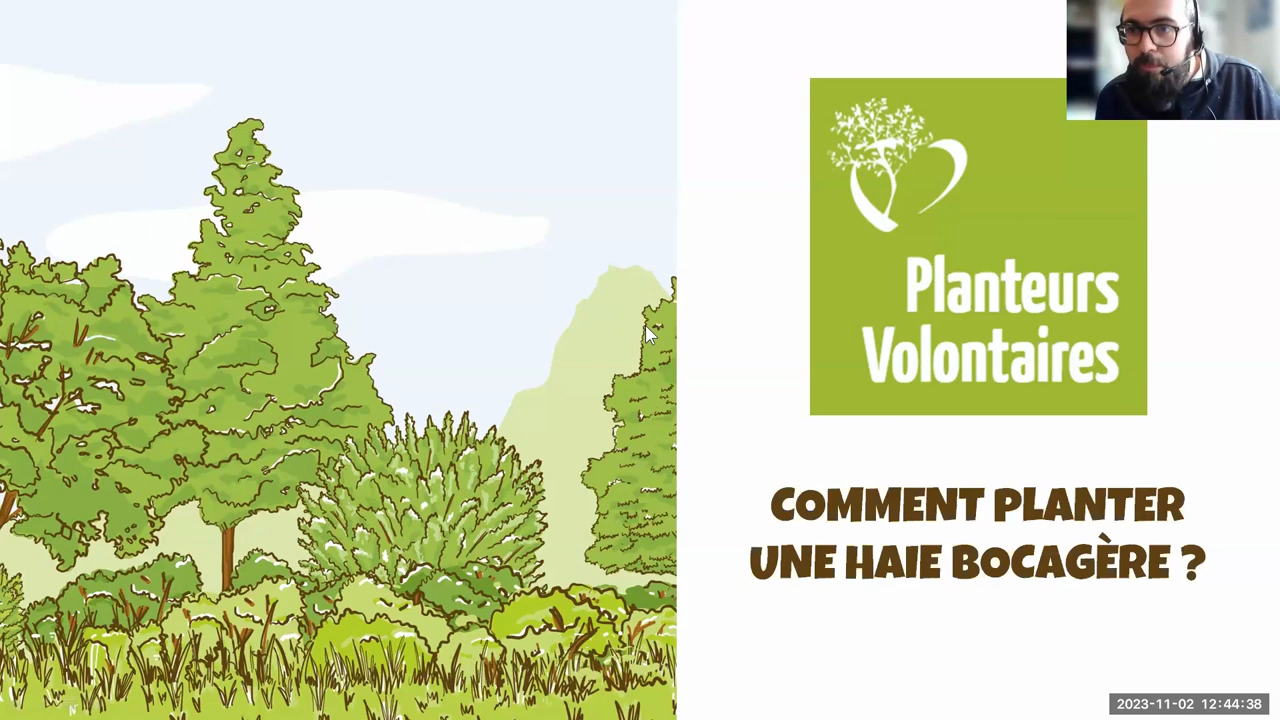 Planteurs
Volontaires
COMMENT PLANTER
UNE HAIE BOCAGÈRE ?
2023-11-02 12:44:38